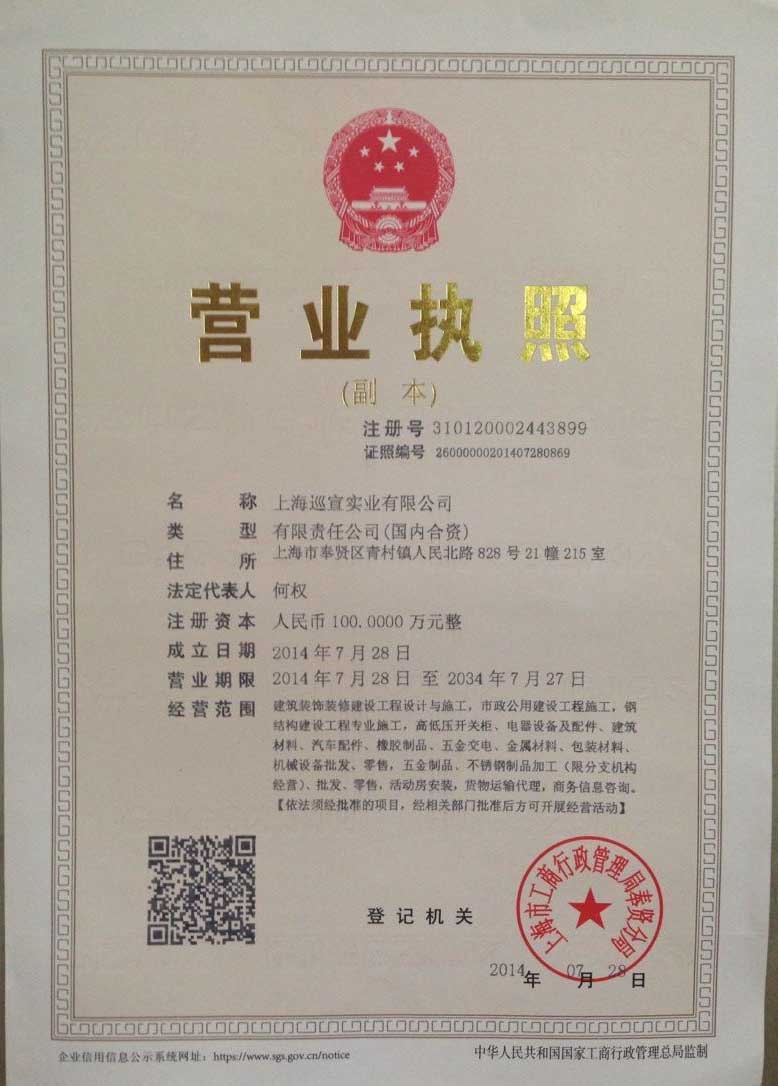 营业执照
(副 本)
注册号 310120002443899
证照编号 26000000201407280869
名 称 上海巡宣实业有限公司
类 型 有限责任公司(国内合资)
住 所 上海市奉贤区青村镇人民北路828号21幢215室
法定代表人 何权
注册资本 人民币100.0000万元整
成立日期 2014年7月28日
营业期限 2014年7月28日 至 2034年7月27日
经营范围 建筑装饰装修建设工程设计与施工，市政公用建设工程施工，钢
结构建设工程专业施工，高低压开关柜、电器设备及配件、建筑
材料、汽车配件、橡胶制品、五金交电、金属材料、包装材料、
机械设备批发、零售，五金制品、不锈钢制品加工（限分支机构
经营）、批发、零售，活动房安装，货物运输代理，商务信息咨询。
【依法须经批准的项目，经相关部门批准后方可开展经营活动】
上海市工商行政管理局奉贤分局
登记机关
2014年 07月 28日
企业信用信息公示系统网址：https://www.sgs.gov.cn/notice
中华人民共和国国家工商行政管理总局监制